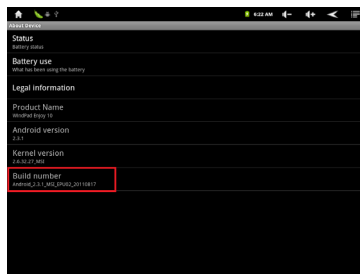 9:22 AM
About Device
Status
Battery status
Battery use
What has been using the battery
Legal information
Product Name
WindPad Enjoy 10
Android version
2.3.1
Kernel version
2.6.32.27_MSI
Build number
Android_2.3.1_MSI_EPU02_20110817